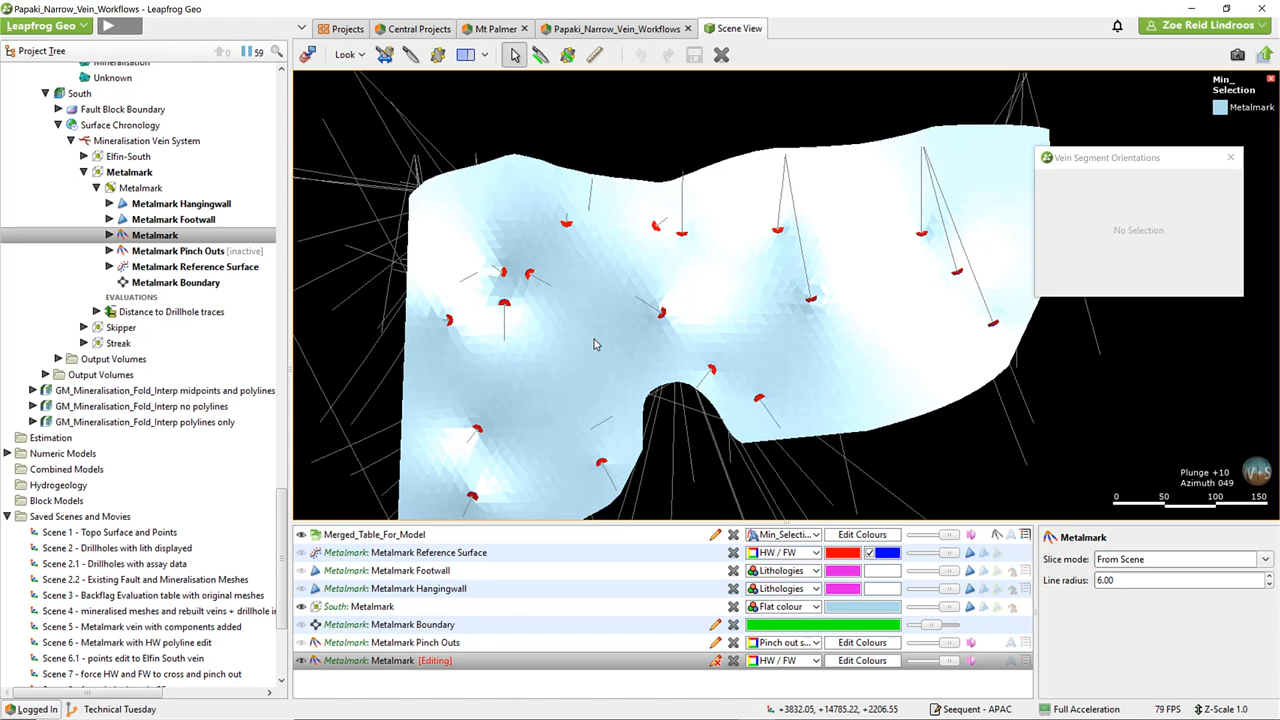 Papaki_Narrow_Vein_Workflows
Leapfrog Geo
Projects
Central Projects
Mt Palmer
Papaki_Narrow_Vein_Workflows
Scene View
Zoe Reid Lindroos
Project Tree
59
Look
Mineralisation
Unknown
South
Fault Block Boundary
Surface Chronology
Mineralisation Vein System
Elfin-South
Metalmark
Metalmark
Metalmark Hangingwall
Metalmark Footwall
Metalmark
Metalmark Pinch Outs [inactive]
Metalmark Reference Surface
Metalmark Boundary
EVALUATIONS
Distance to Drillhole traces
Skipper
Streak
Output Volumes
Output Volumes
GM_Mineralisation_Fold_Interp midpoints and polylines
GM_Mineralisation_Fold_Interp no polylines
GM_Mineralisation_Fold_Interp polylines only
Estimation
Numeric Models
Combined Models
Hydrogeology
Block Models
Saved Scenes and Movies
Scene 1 - Topo Surface and Points
Scene 2 - Drillholes with lith displayed
Scene 2.1 - Drillholes with assay data
Scene 2.2 - Existing Fault and Mineralisation Meshes
Scene 3 - Backflag Evaluation table with original meshes
Scene 4 - mineralised meshes and rebuilt veins + drillhole in
Scene 5 - Metalmark vein with components added
Scene 6 - Metalmark with HW polyline edit
Scene 6.1 - points edit to Elfin South vein
Scene 7 - force HW and FW to cross and pinch out
Min_
Selection
Metalmark
Vein Segment Orientations
No Selection
Plunge +10
Azimuth 049
0 50 100 150
Merged_Table_For_Model
Min_Selecti...
Edit Colours
Metalmark: Metalmark Reference Surface
HW / FW
Metalmark: Metalmark Footwall
Lithologies
Metalmark: Metalmark Hangingwall
Lithologies
South: Metalmark
Flat colour
Metalmark: Metalmark Boundary
Metalmark: Metalmark Pinch Outs
Pinch out s...
Edit Colours
Metalmark: Metalmark [Editing]
HW / FW
Edit Colours
Metalmark
Slice mode: From Scene
Line radius: 6.00
Logged In
Technical Tuesday
+3832.05, +14785.22, +2206.55
Seequent - APAC
Full Acceleration
79 FPS
Z-Scale 1.0